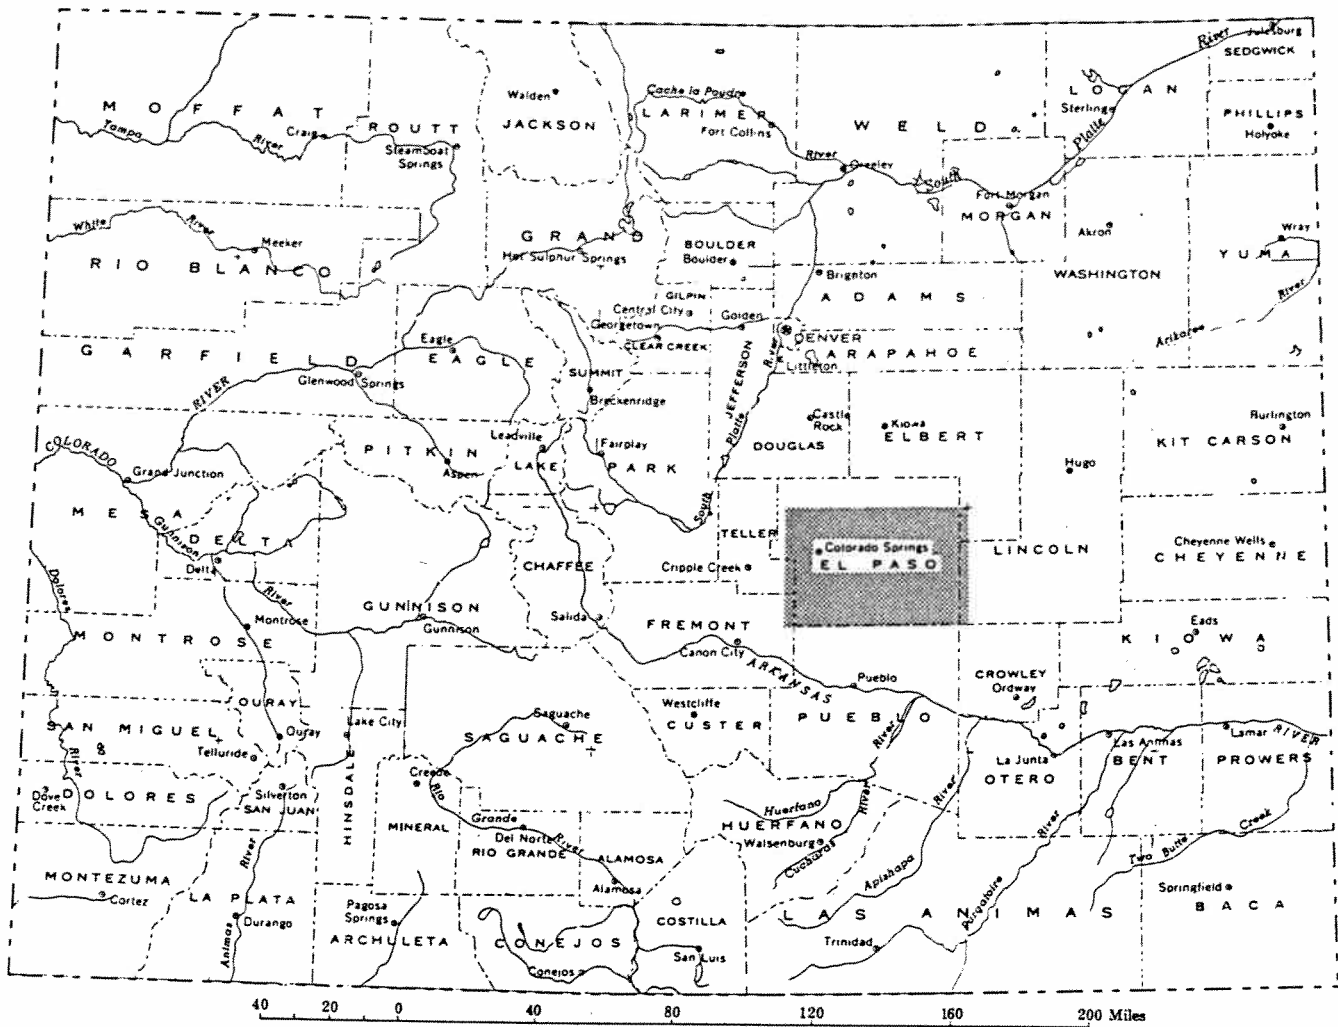 Julesburg
River
SEDGWICK
LOGAN
Sterling
PHILLIPS
Holyoke
MOFFAT
Yampa
River
Craig
ROUTT
SteamBoat
Springs
Walden
JACKSON
Cache la Poudre
LARIMER
Fort Collins
River
WELD
Greeley
South
Platte
Fort Morgan
MORGAN
Akron
WASHINGTON
Wray
YUMA
River
Arikaree
White
River
Meeker
RIO BLANCO
GRAND
Hot Sulphur Springs
BOULDER
Boulder
Brighton
ADAMS
GILPIN
Central City
Georgetown
Golden
CLEAR CREEK
DENVER
ARAPAHOE
Littleton
River
JEFFERSON
Platte
South
GARFIELD
Eagle
EAGLE
Glenwood Springs
RIVER
SUMMIT
Breckenridge
Castle
Rock
DOUGLAS
Kiowa
ELBERT
Burlington
KIT CARSON
Hugo
COLORADO
Grand Junction
PITKIN
Aspen
Leadville
LAKE
Fairplay
PARK
MESA
Gunnison
DELTA
Delta
River
TELLER
Cripple Creek
Colorado Springs
EL PASO
LINCOLN
Cheyenne Wells
CHEYENNE
CHAFFEE
Salida
Dolores
River
MONTROSE
Montrose
GUNNISON
Gunnison
FREMONT
Canon City
ARKANSAS
Pueblo
PUEBLO
CROWLEY
Ordway
Eads
KIOWA
OURAY
Ouray
SAN MIGUEL
Telluride
Lake City
Saguache
SAGUACHE
Westcliffe
CUSTER
River
La Junta
OTERO
Las Animas
BENT
Lamar
RIVER
PROWERS
Dove
Creek
DOLORES
Silverton
SAN JUAN
HINSDALE
Creede
MINERAL
Rio
Grande
Del Norte
River
RIO GRANDE
ALAMOSA
Alamosa
Huerfano
River
HUERFANO
Walsenburg
Cucharas
Apishapa
River
River
Purgatoire
Two Butte
Creek
MONTEZUMA
Cortez
LA PLATA
River
Animas
Durango
Pagosa
Springs
ARCHULETA
CONEJOS
Conejos
COSTILLA
San Luis
LAS ANIMAS
Trinidad
Springfield
BACA
40 20 0 40 80 120 160 200 Miles